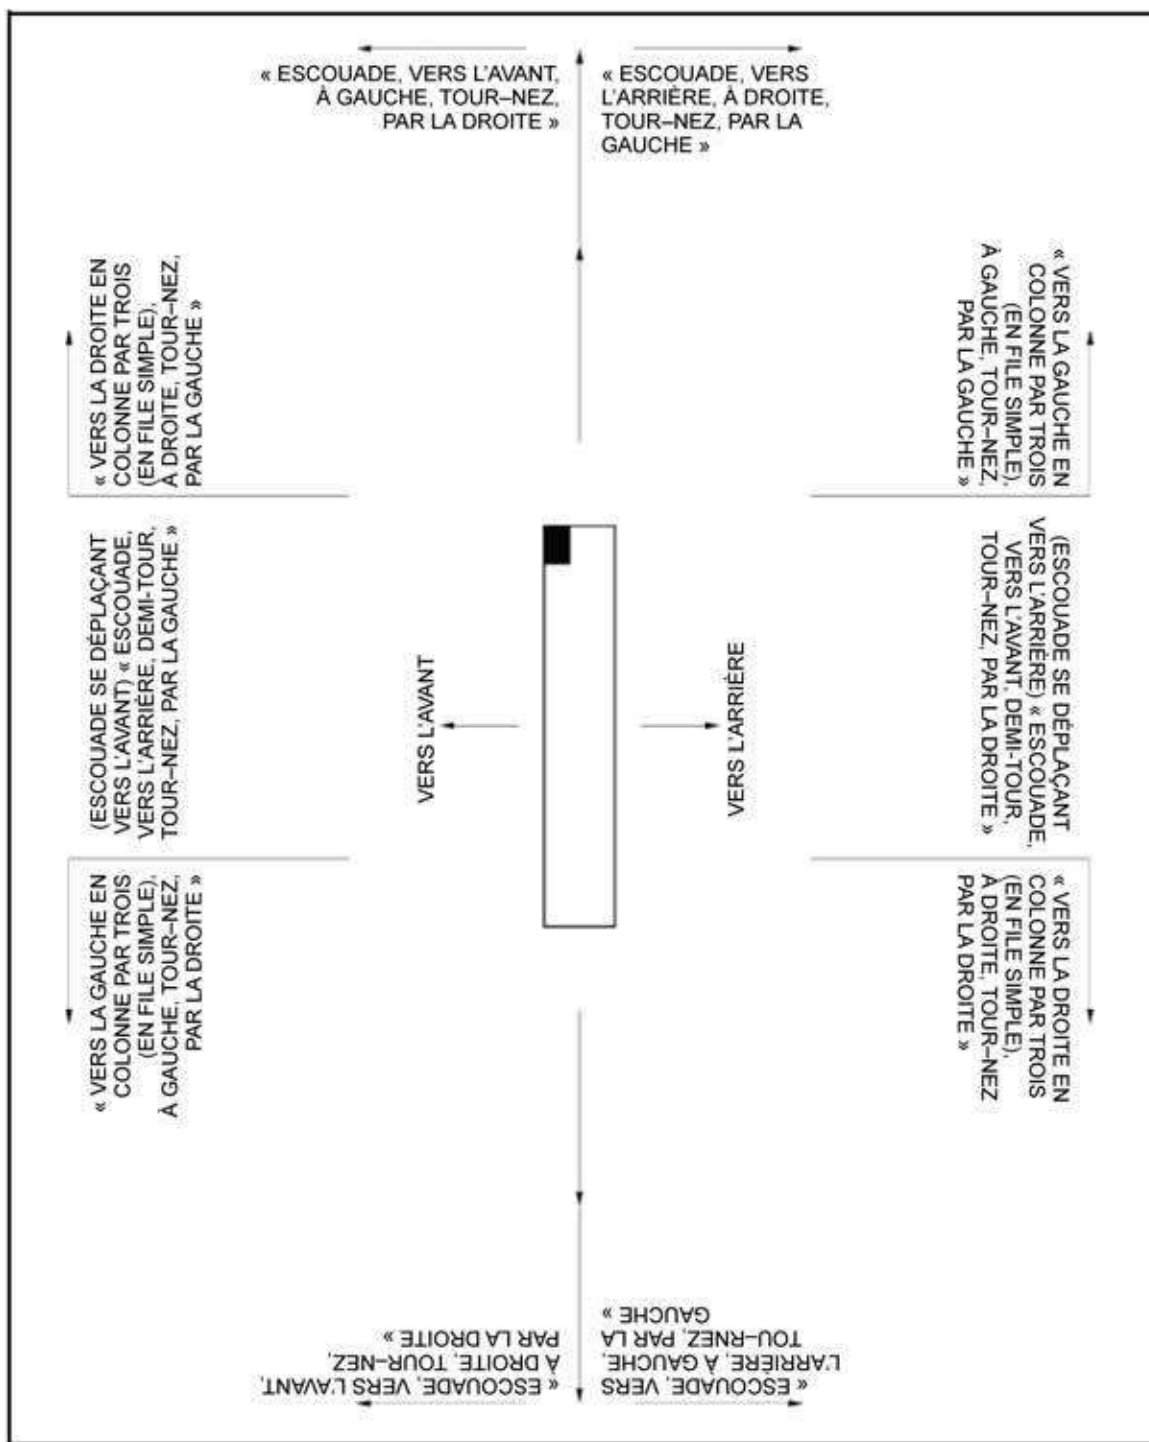 « ESCOUADE, VERS L'AVANT,
À GAUCHE, TOUR–NEZ,
PAR LA DROITE »
« ESCOUADE, VERS
L'ARRIÈRE, À DROITE,
TOUR–NEZ, PAR LA
GAUCHE »
« VERS LA DROITE EN
COLONNE PAR TROIS
(EN FILE SIMPLE),
À DROITE, TOUR–NEZ,
PAR LA GAUCHE »
« VERS LA GAUCHE EN
COLONNE PAR TROIS
(EN FILE SIMPLE),
À GAUCHE, TOUR–NEZ,
PAR LA GAUCHE »
(ESCOUADE SE DÉPLAÇANT
VERS L'AVANT) « ESCOUADE,
VERS L'ARRIÈRE, DEMI-TOUR,
TOUR–NEZ, PAR LA GAUCHE »
VERS L'AVANT
VERS L'ARRIÈRE
(ESCOUADE SE DÉPLAÇANT
VERS L'ARRIÈRE) « ESCOUADE,
VERS L'AVANT, DEMI-TOUR,
TOUR–NEZ, PAR LA DROITE »
« VERS LA GAUCHE EN
COLONNE PAR TROIS
(EN FILE SIMPLE),
À GAUCHE, TOUR–NEZ,
PAR LA DROITE »
« VERS LA DROITE EN
COLONNE PAR TROIS
(EN FILE SIMPLE),
À DROITE, TOUR–NEZ
PAR LA DROITE »
« ESCOUADE, VERS L'AVANT,
À DROITE, TOUR-NEZ,
PAR LA DROITE »
« ESCOUADE, VERS
L'ARRIÈRE, À GAUCHE,
TOU-RNEZ, PAR LA
GAUCHE »